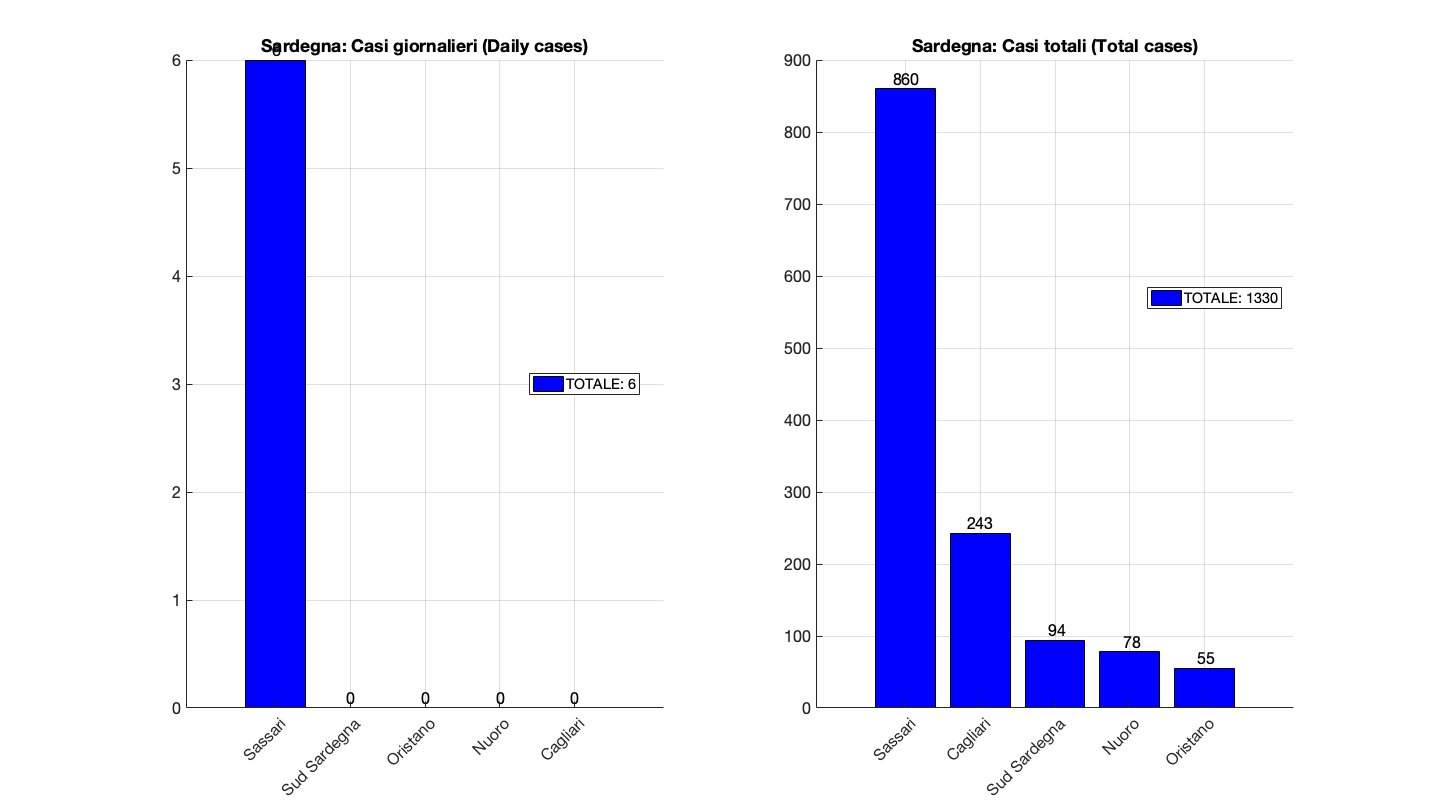 Sardegna: Casi giornalieri (Daily cases)
6
6
5
4
3
2
1
0
0
0
0
0
TOTALE: 6
Sassari
Sud Sardegna
Oristano
Nuoro
Cagliari
Sardegna: Casi totali (Total cases)
900
800
700
600
500
400
300
200
100
0
860
243
94
78
55
TOTALE: 1330
Sassari
Cagliari
Sud Sardegna
Nuoro
Oristano